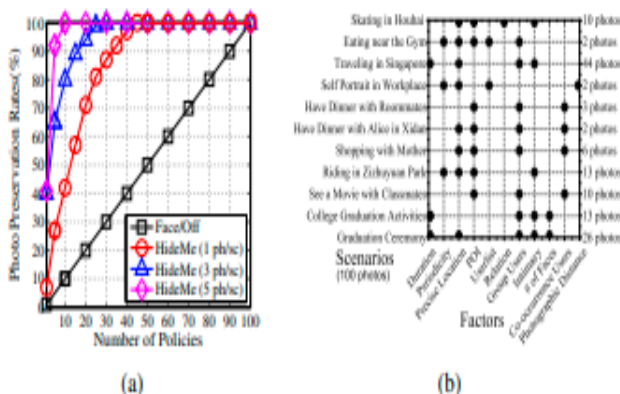 Photo Preservation Rates(%)
100
90
80
70
60
50
40
30
20
10
0
10 20 30 40 50 60 70 80 90 100
Number of Policies
Face/Off
HideMe (1 ph/sc)
HideMe (3 ph/sc)
HideMe (5 ph/sc)
(a)
Skating in Houhai 10 photos
Eating near the Gym 2 photos
Traveling in Singapore 44 photos
Self Portrait in Workplace 2 photos
Have Dinner with Roommates 3 photos
Have Dinner with Alice in Xidan 2 photos
Shopping with Mother 6 photos
Riding in Zizhuyuan Park 13 photos
See a Movie with Classmates 10 photos
College Graduation Activities 13 photos
Graduation Ceremony 26 photos
Scenarios
(100 photos)
Duration
Periodicity
Precise Location
POI
Userlist
Relation
Group Users
Intimacy
# of Faces
Co-occurrence Users
Photographic Distance
Factors
(b)